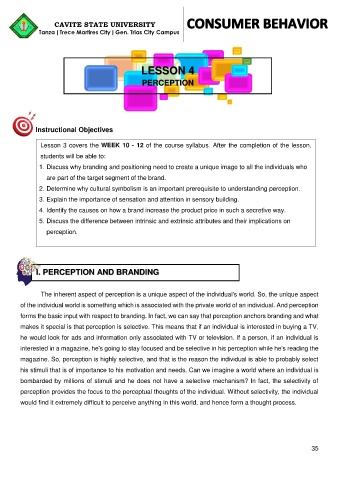 CAVITE STATE UNIVERSITY
Tanza | Trece Martires City | Gen. Trias City Campus
CONSUMER BEHAVIOR
LESSON 4
PERCEPTION
Instructional Objectives
Lesson 3 covers the WEEK 10 - 12 of the course syllabus. After the completion of the lesson,
students will be able to:
1. Discuss why branding and positioning need to create a unique image to all the individuals who
are part of the target segment of the brand.
2. Determine why cultural symbolism is an important prerequisite to understanding perception.
3. Explain the importance of sensation and attention in sensory building.
4. Identify the causes on how a brand increase the product price in such a secretive way.
5. Discuss the difference between intrinsic and extrinsic attributes and their implications on
perception.
I. PERCEPTION AND BRANDING
The inherent aspect of perception is a unique aspect of the individual's world. So, the unique aspect
of the individual world is something which is associated with the private world of an individual. And perception
forms the basic input with respect to branding. In fact, we can say that perception anchors branding and what
makes it special is that perception is selective. This means that if an individual is interested in buying a TV,
he would look for ads and information only associated with TV or television. If a person, if an individual is
interested in a magazine, he's going to stay focused and be selective in his perception while he's reading the
magazine. So, perception is highly selective, and that is the reason the individual is able to probably select
his stimuli that is of importance to his motivation and needs. Can we imagine a world where an individual is
bombarded by millions of stimuli and he does not have a selective mechanism? In fact, the selectivity of
perception provides the focus to the perceptual thoughts of the individual. Without selectivity, the individual
would find it extremely difficult to perceive anything in this world, and hence form a thought process.
35